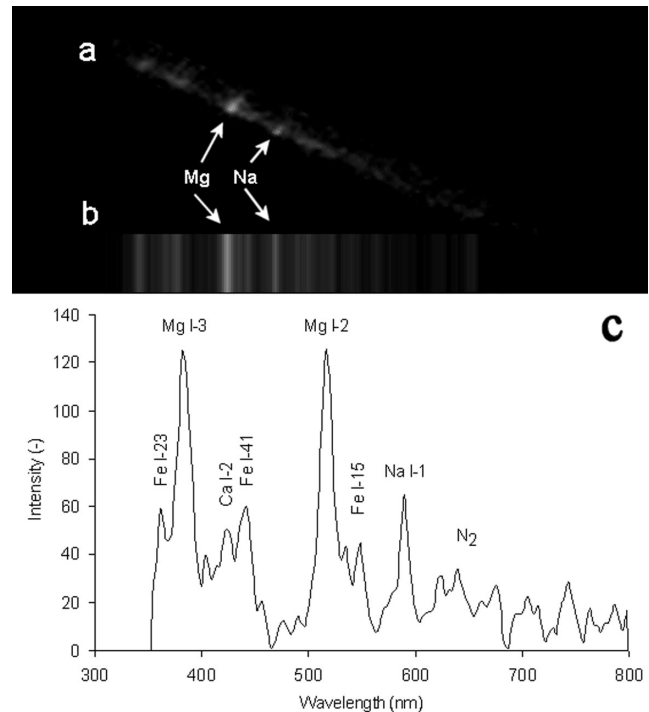 a
Mg Na
b
c
140
120
100
80
60
40
20
0
Intensity (-)
Fe I-23
Mg I-3
Ca I-2
Fe I-41
Mg I-2
Fe I-15
Na I-1
N2
300 400 500 600 700 800
Wavelength (nm)